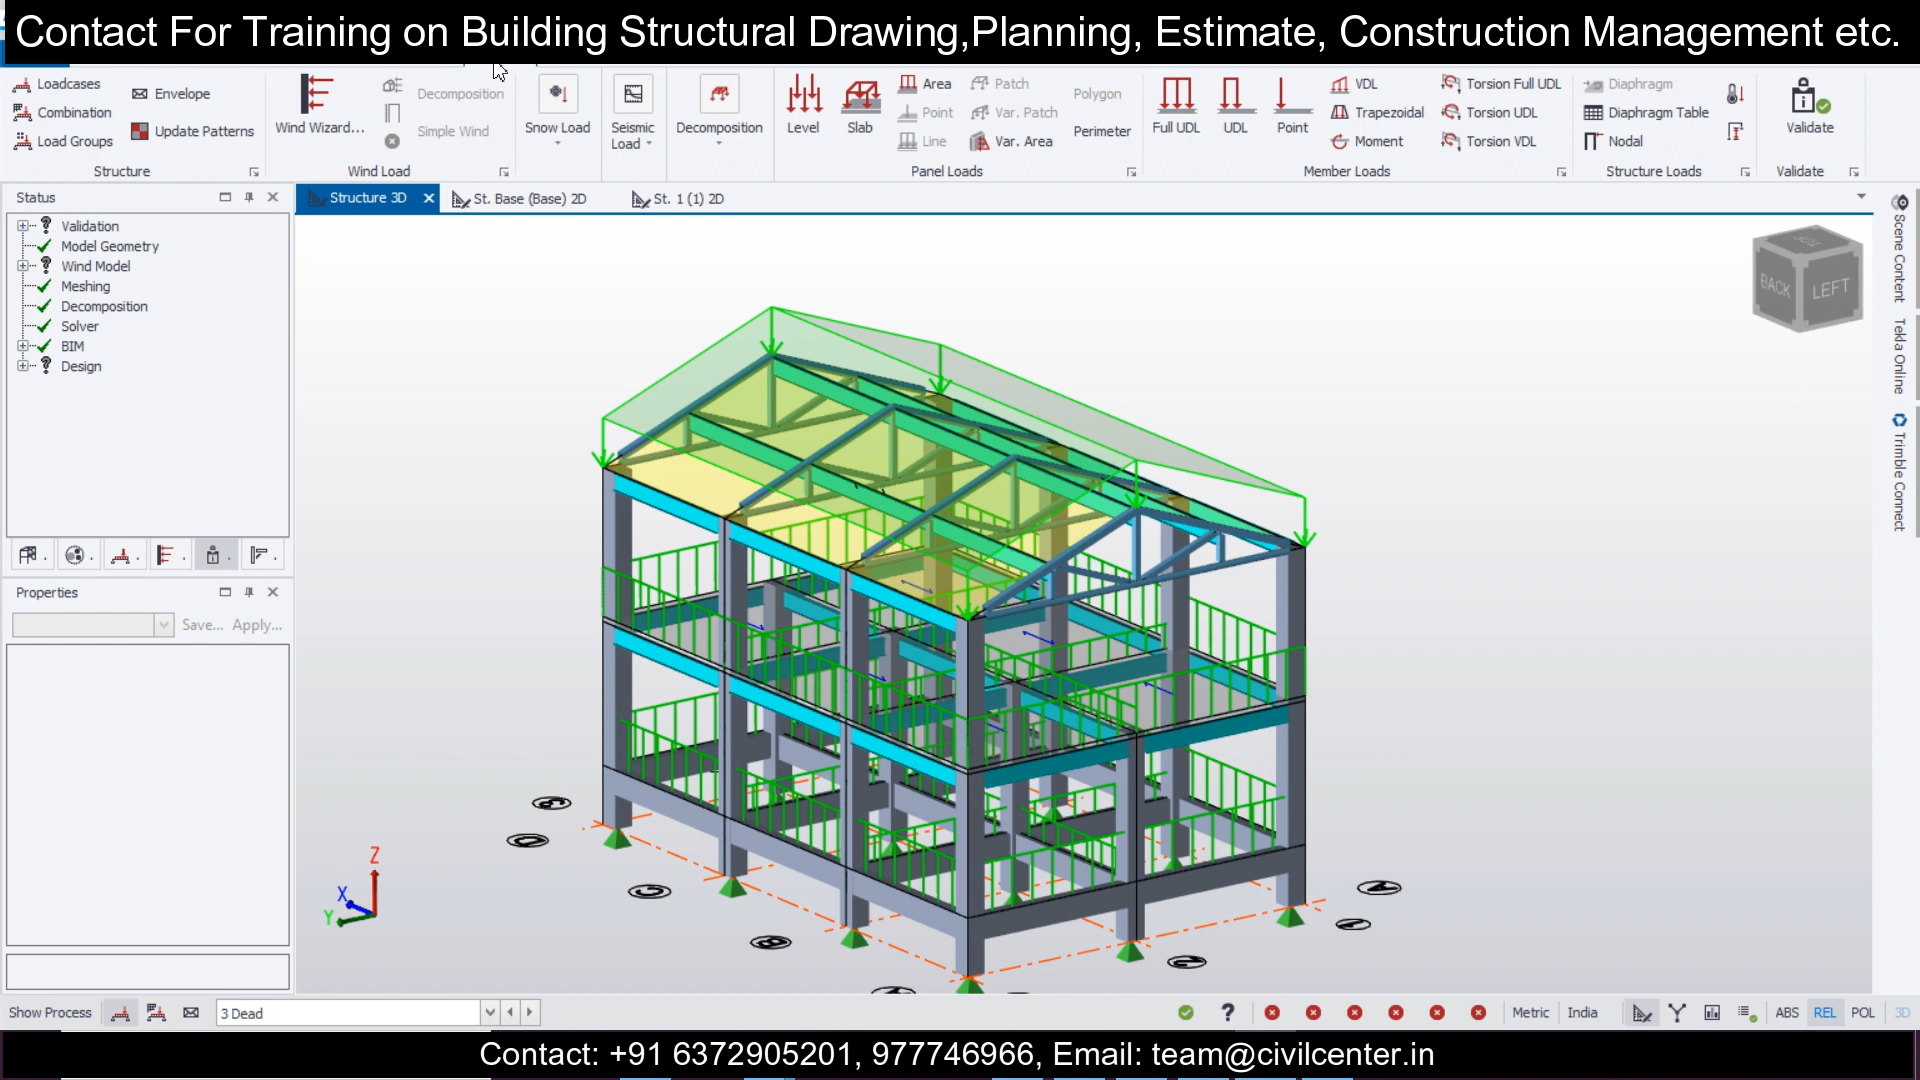 Contact For Training on Building Structural Drawing,Planning, Estimate, Construction Management etc.
Loadcases
Combination
Load Groups
Envelope
Update Patterns
Structure
Wind Wizard...
Decomposition
Simple Wind
Wind Load
Snow Load
Seismic
Load
Decomposition
Level
Slab
Area
Point
Line
Patch
Var. Patch
Var. Area
Polygon
Perimeter
Panel Loads
Full UDL
UDL
Point
VDL
Trapezoidal
Moment
Torsion Full UDL
Torsion UDL
Torsion VDL
Member Loads
Diaphragm
Diaphragm Table
Nodal
Structure Loads
Validate
Validate
Status
Validation
Model Geometry
Wind Model
Meshing
Decomposition
Solver
BIM
Design
Properties
Save... Apply...
Structure 3D
St. Base (Base) 2D
St. 1 (1) 2D
TOP
BACK
LEFT
Scene Content
Tekla Online
Trimble Connect
Z
X
Y
D
C
B
A
1
2
Show Process
3 Dead
Metric
India
ABS
REL
POL
3D
Contact: +91 6372905201, 977746966, Email: team@civilcenter.in